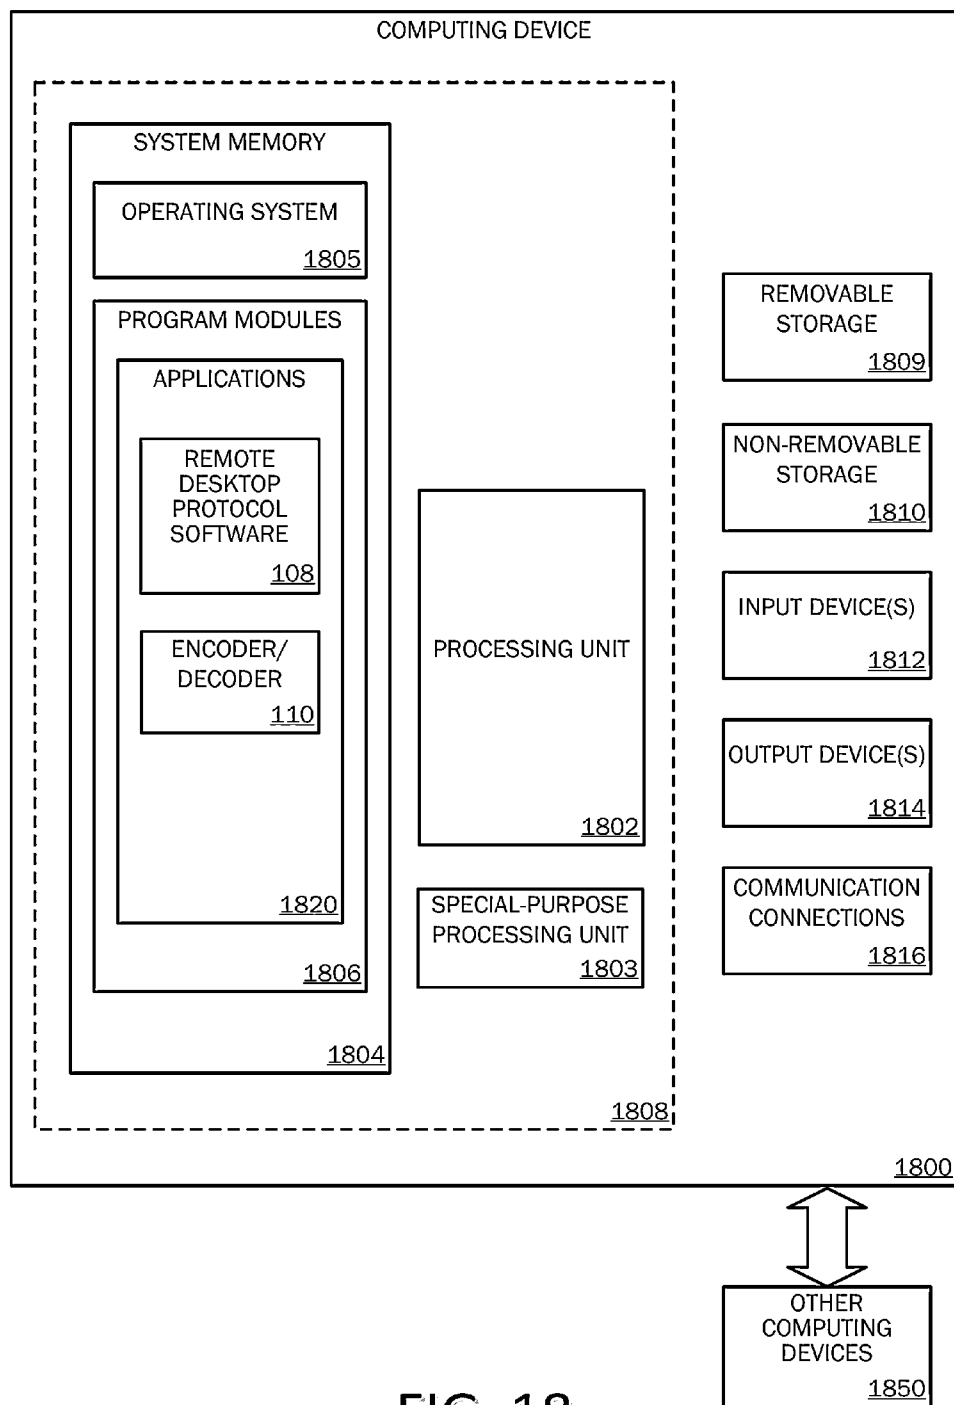 COMPUTING DEVICE
SYSTEM MEMORY
OPERATING SYSTEM
1805
PROGRAM MODULES
APPLICATIONS
REMOTE
DESKTOP
PROTOCOL
SOFTWARE
108
ENCODER/
DECODER
110
1820
1806
1804
PROCESSING UNIT
1802
SPECIAL-PURPOSE
PROCESSING UNIT
1803
1808
REMOVABLE
STORAGE
1809
NON-REMOVABLE
STORAGE
1810
INPUT DEVICE(S)
1812
OUTPUT DEVICE(S)
1814
COMMUNICATION
CONNECTIONS
1816
1800
OTHER
COMPUTING
DEVICES
1850
FIG. 18